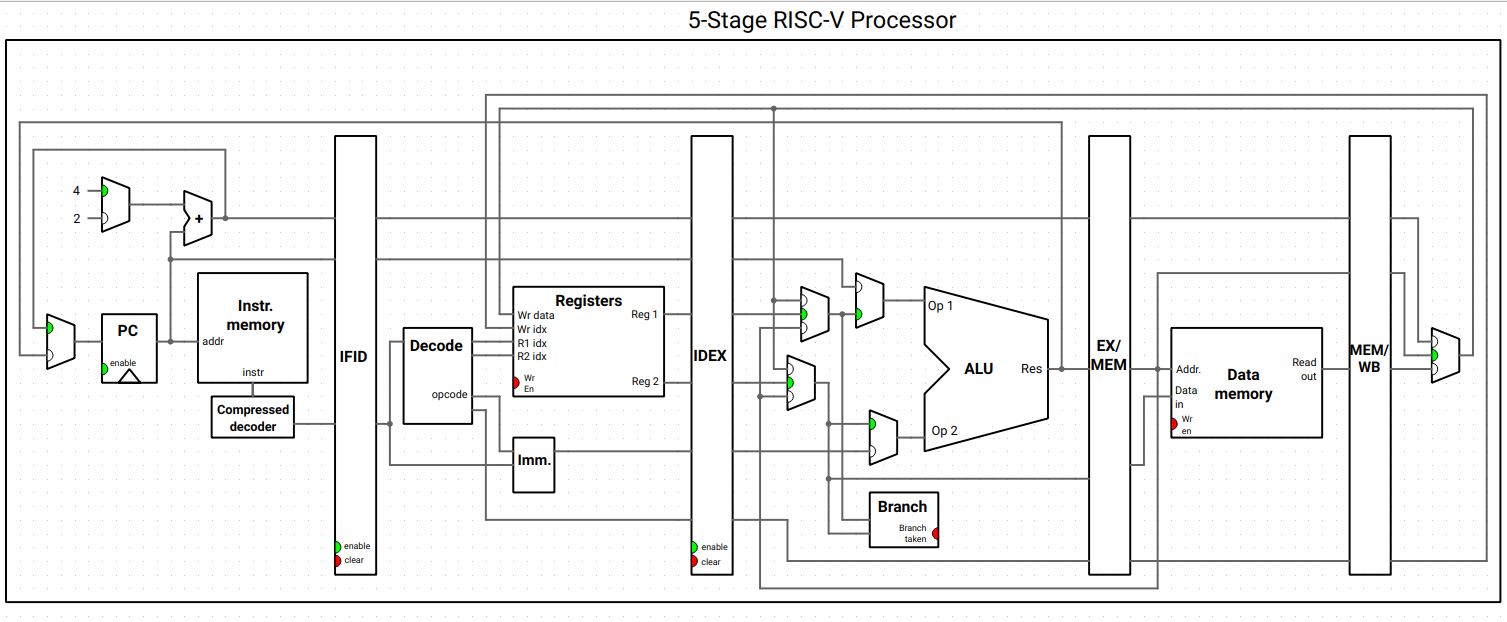 5-Stage RISC-V Processor
4
2
+
Instr.
memory
addr
instr
PC
enable
Compressed
decoder
IFID
enable
clear
Decode
opcode
Registers
Wr data
Wr idx
R1 idx
R2 idx
Wr
En
Reg 1
Reg 2
Imm.
IDEX
enable
clear
Op 1
ALU
Res
Op 2
Branch
Branch
taken
EX/
MEM
Addr.
Data
in
Wr
en
Data
memory
Read
out
MEM/
WB